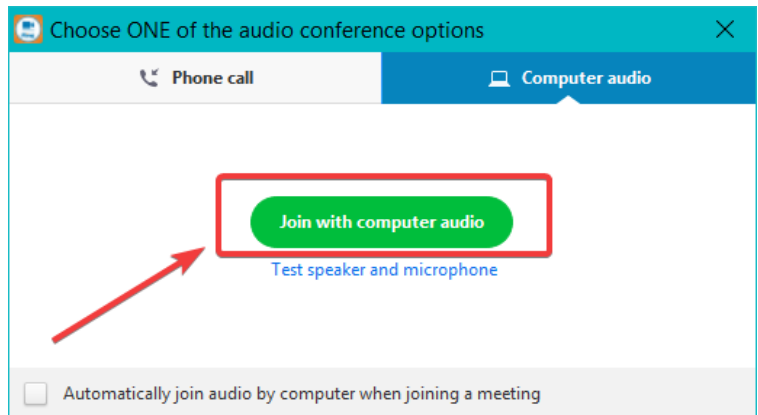 Choose ONE of the audio conference options
Phone call
Computer audio
Join with computer audio
Test speaker and microphone
Automatically join audio by computer when joining a meeting